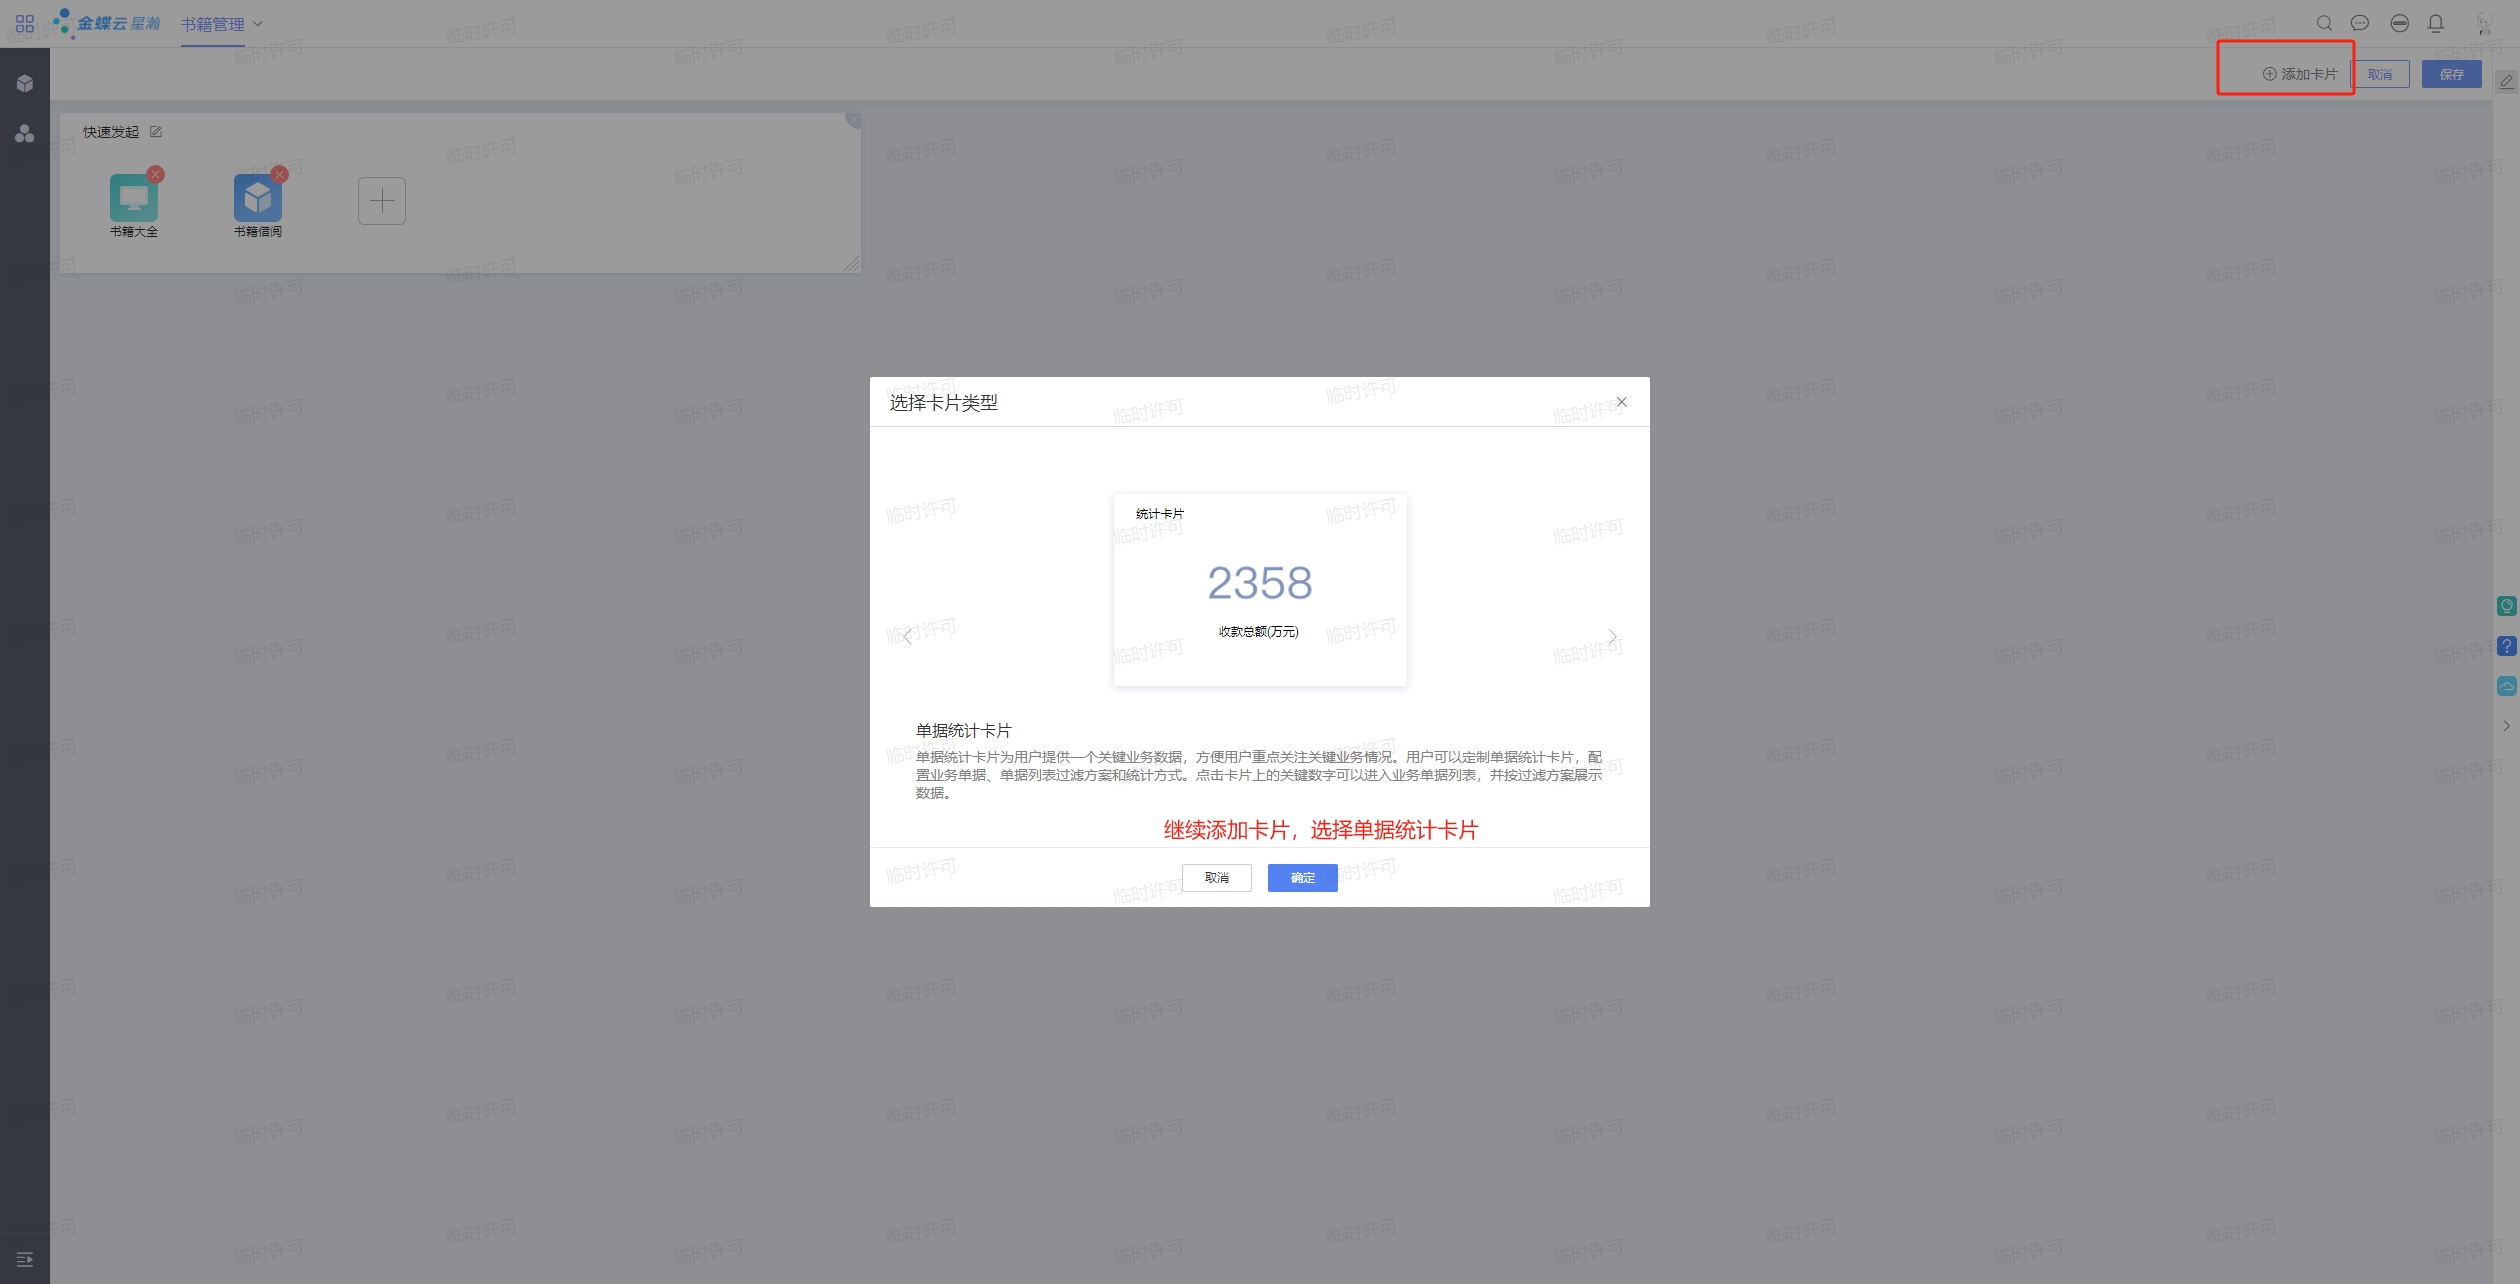 金蝶云 星瀚
书籍管理
添加卡片
取消
保存
快速发起
书籍大全
书籍借阅
选择卡片类型
统计卡片
2358
收款总额(万元)
单据统计卡片
单据统计卡片为用户提供一个关键业务数据，方便用户重点关注关键业务情况。用户可以定制单据统计卡片，配
置业务单据、单据列表过滤方案和统计方式。点击卡片上的关键数字可以进入业务单据列表，并按过滤方案展示
数据。
继续添加卡片，选择单据统计卡片
取消
确定
临时许可